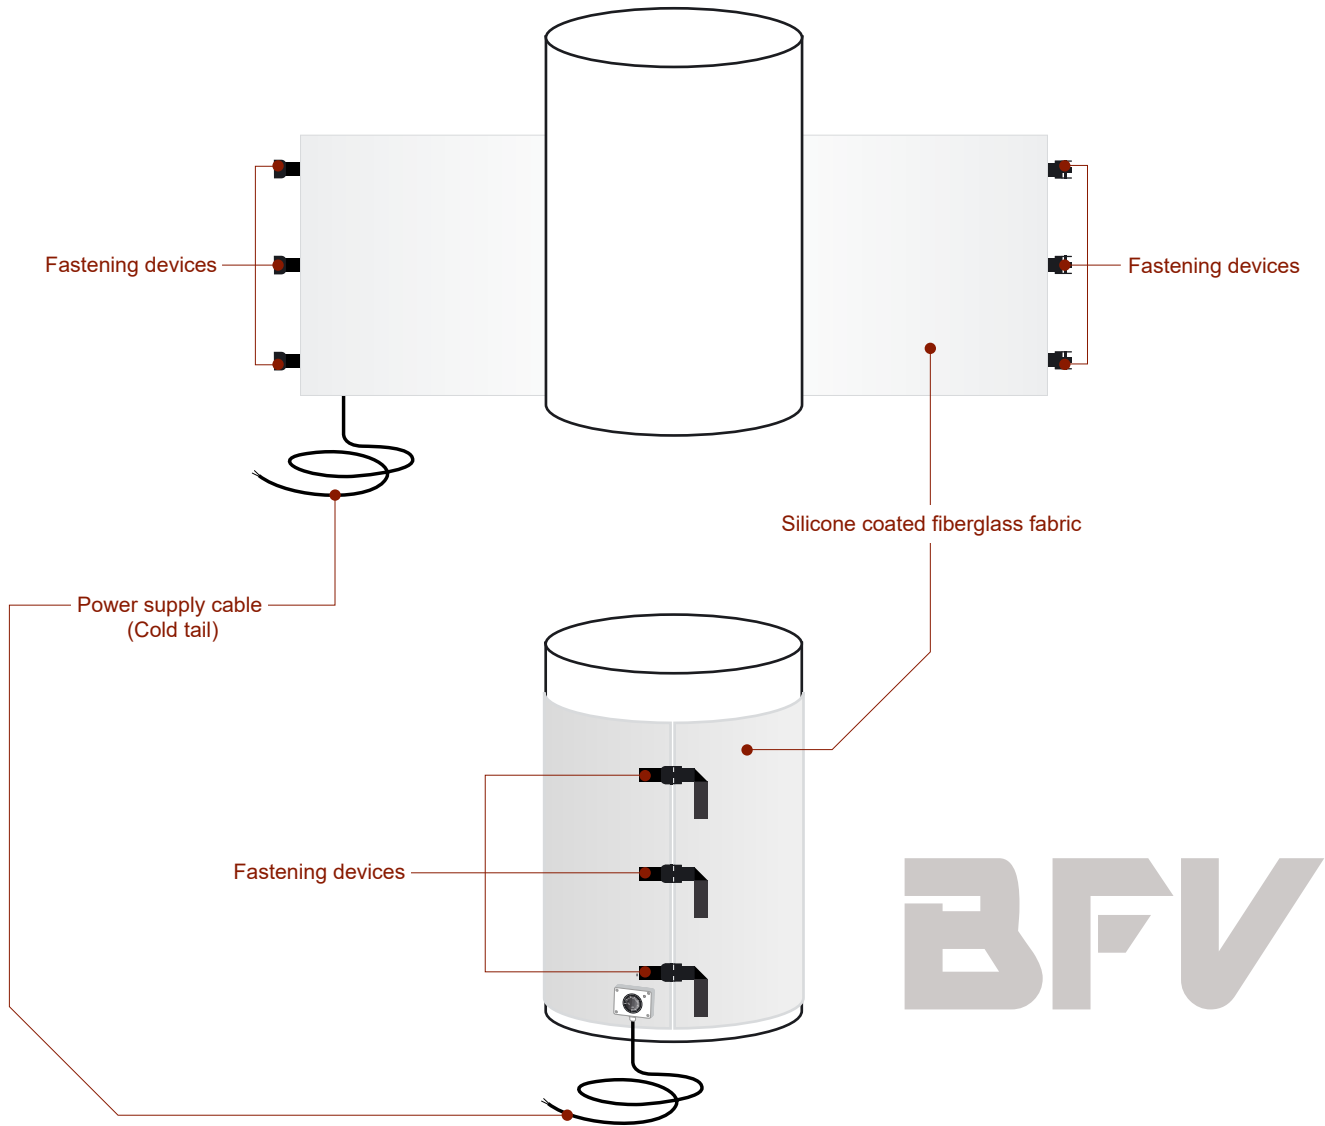 Fastening devices
Fastening devices
Silicone coated fiberglass fabric
Power supply cable
(Cold tail)
Fastening devices
BFV